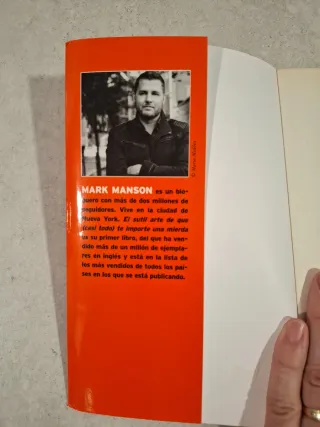 MARK MANSON es un blo-
guero con más de dos millones de
seguidores. Vive en la ciudad de
Nueva York. El sutil arte de que
(casi todo) te importe una mierda
es su primer libro, del que ha ven-
dido más de un millón de ejempla-
res en inglés y está en la lista de
los más vendidos de todos los paí-
ses en los que se está publicando.